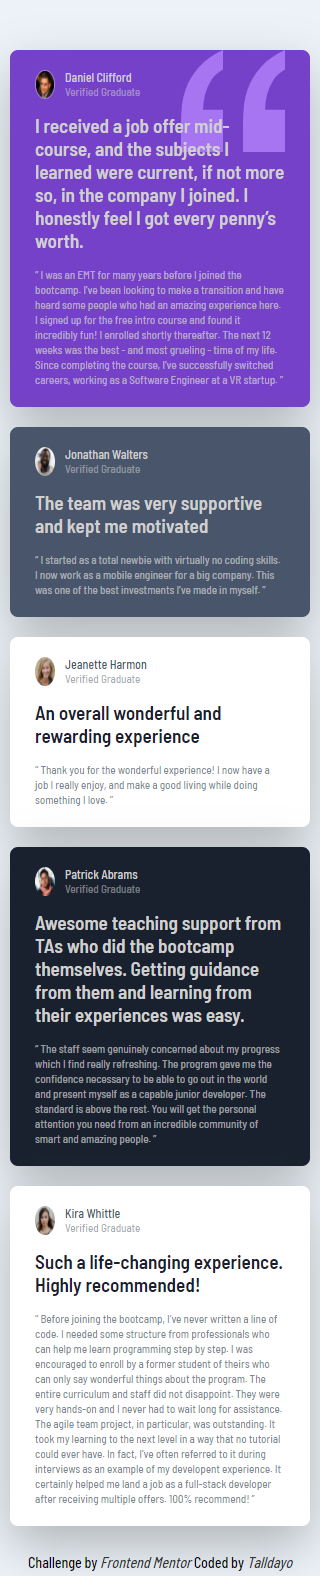 Daniel Clifford
Verified Graduate
I received a job offer mid-
course, and the subjects I
learned were current, if not more
so, in the company I joined. I
honestly feel I got every penny's
worth.
" I was an EMT for many years before I joined the
bootcamp. I've been looking to make a transition and have
heard some people who had an amazing experience here.
I signed up for the free intro course and found it
incredibly fun! I enrolled shortly thereafter. The next 12
weeks was the best - and most grueling - time of my life.
Since completing the course, I've successfully switched
careers, working as a Software Engineer at a VR startup. "
Jonathan Walters
Verified Graduate
The team was very supportive
and kept me motivated
" I started as a total newbie with virtually no coding skills.
I now work as a mobile engineer for a big company. This
was one of the best investments I've made in myself. "
Jeanette Harmon
Verified Graduate
An overall wonderful and
rewarding experience
" Thank you for the wonderful experience! I now have a
job I really enjoy, and make a good living while doing
something I love. "
Patrick Abrams
Verified Graduate
Awesome teaching support from
TAs who did the bootcamp
themselves. Getting guidance
from them and learning from
their experiences was easy.
" The staff seem genuinely concerned about my progress
which I find really refreshing. The program gave me the
confidence necessary to be able to go out in the world
and present myself as a capable junior developer. The
standard is above the rest. You will get the personal
attention you need from an incredible community of
smart and amazing people. "
Kira Whittle
Verified Graduate
Such a life-changing experience.
Highly recommended!
" Before joining the bootcamp, I've never written a line of
code. I needed some structure from professionals who
can help me learn programming step by step. I was
encouraged to enroll by a former student of theirs who
can only say wonderful things about the program. The
entire curriculum and staff did not disappoint. They were
very hands-on and I never had to wait long for assistance.
The agile team project, in particular, was outstanding. It
took my learning to the next level in a way that no tutorial
could ever have. In fact, I've often referred to it during
interviews as an example of my developent experience. It
certainly helped me land a job as a full-stack developer
after receiving multiple offers. 100% recommend! "
Challenge by Frontend Mentor Coded by Talldayo